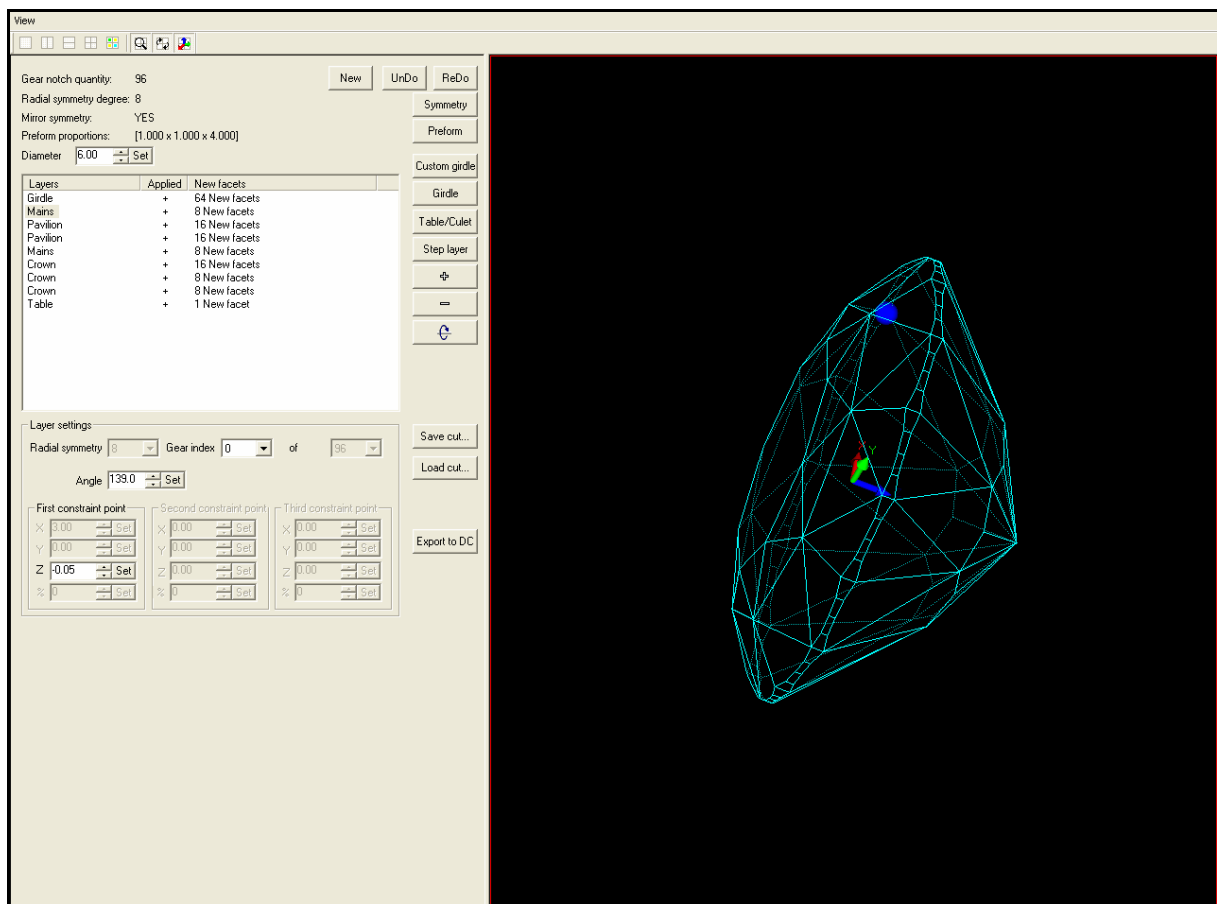 View
Gear notch quantity: 96
New UnDo ReDo
Radial symmetry degree: 8
Symmetry
Mirror symmetry: YES
Preform proportions: [1.000 x 1.000 x 4.000]
Preform
Diameter 6.00 Set
Custom girdle
Layers Applied New facets
Girdle + 64 New facets
Mains + 8 New facets
Pavilion + 16 New facets
Pavilion + 16 New facets
Mains + 8 New facets
Crown + 16 New facets
Crown + 8 New facets
Crown + 8 New facets
Table + 1 New facet
Girdle
Table/Culet
Step layer
Layer settings
Radial symmetry 8 Gear index 0 of 96
Angle 139.0 Set
Save cut...
Load cut...
Export to DC
First constraint point Second constraint point Third constraint point
X 3.00 Set X 0.00 Set X 0.00 Set
Y 0.00 Set Y 0.00 Set Y 0.00 Set
Z -0.05 Set Z 0.00 Set Z 0.00 Set
% 0 Set % 0 Set % 0 Set
Y